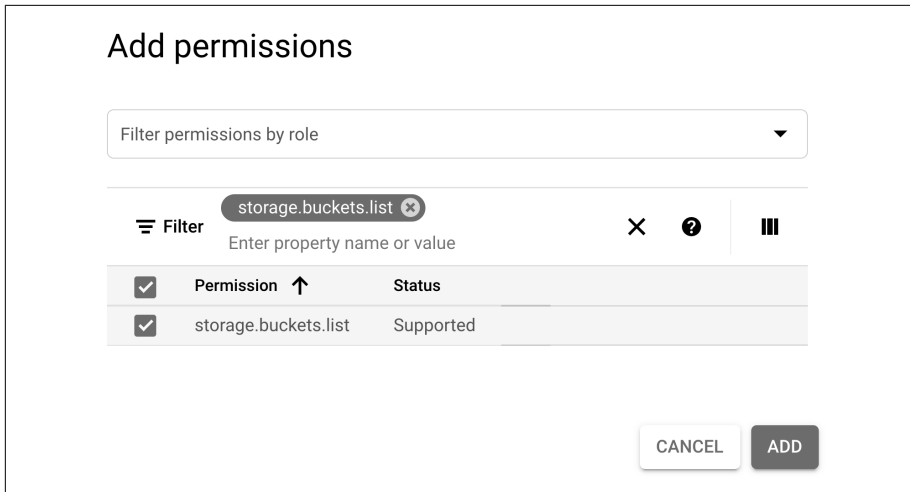 Add permissions
Filter permissions by role
storage.buckets.list
Filter
Enter property name or value
Permission Status
storage.buckets.list Supported
CANCEL ADD